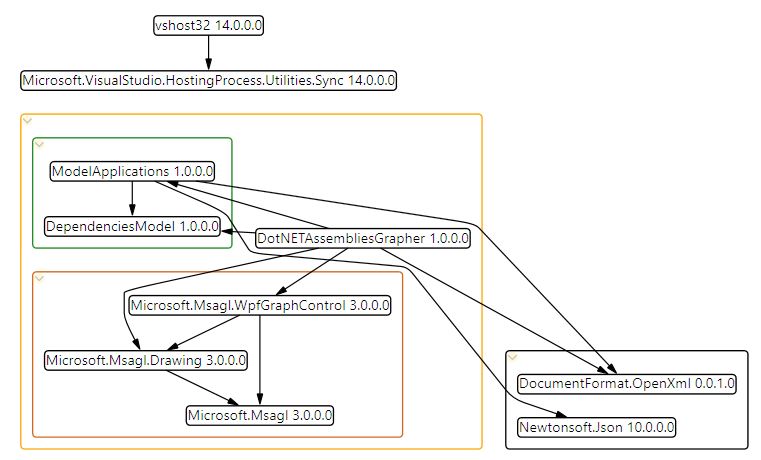 vshost32 14.0.0.0
Microsoft.VisualStudio.HostingProcess.Utilities.Sync 14.0.0.0
ModelApplications 1.0.0.0
DependenciesModel 1.0.0.0
DotNETAssembliesGrapher 1.0.0.0
Microsoft.Msagl.WpfGraphControl 3.0.0.0
Microsoft.Msagl.Drawing 3.0.0.0
Microsoft.Msagl 3.0.0.0
DocumentFormat.OpenXml 0.0.1.0
Newtonsoft.Json 10.0.0.0